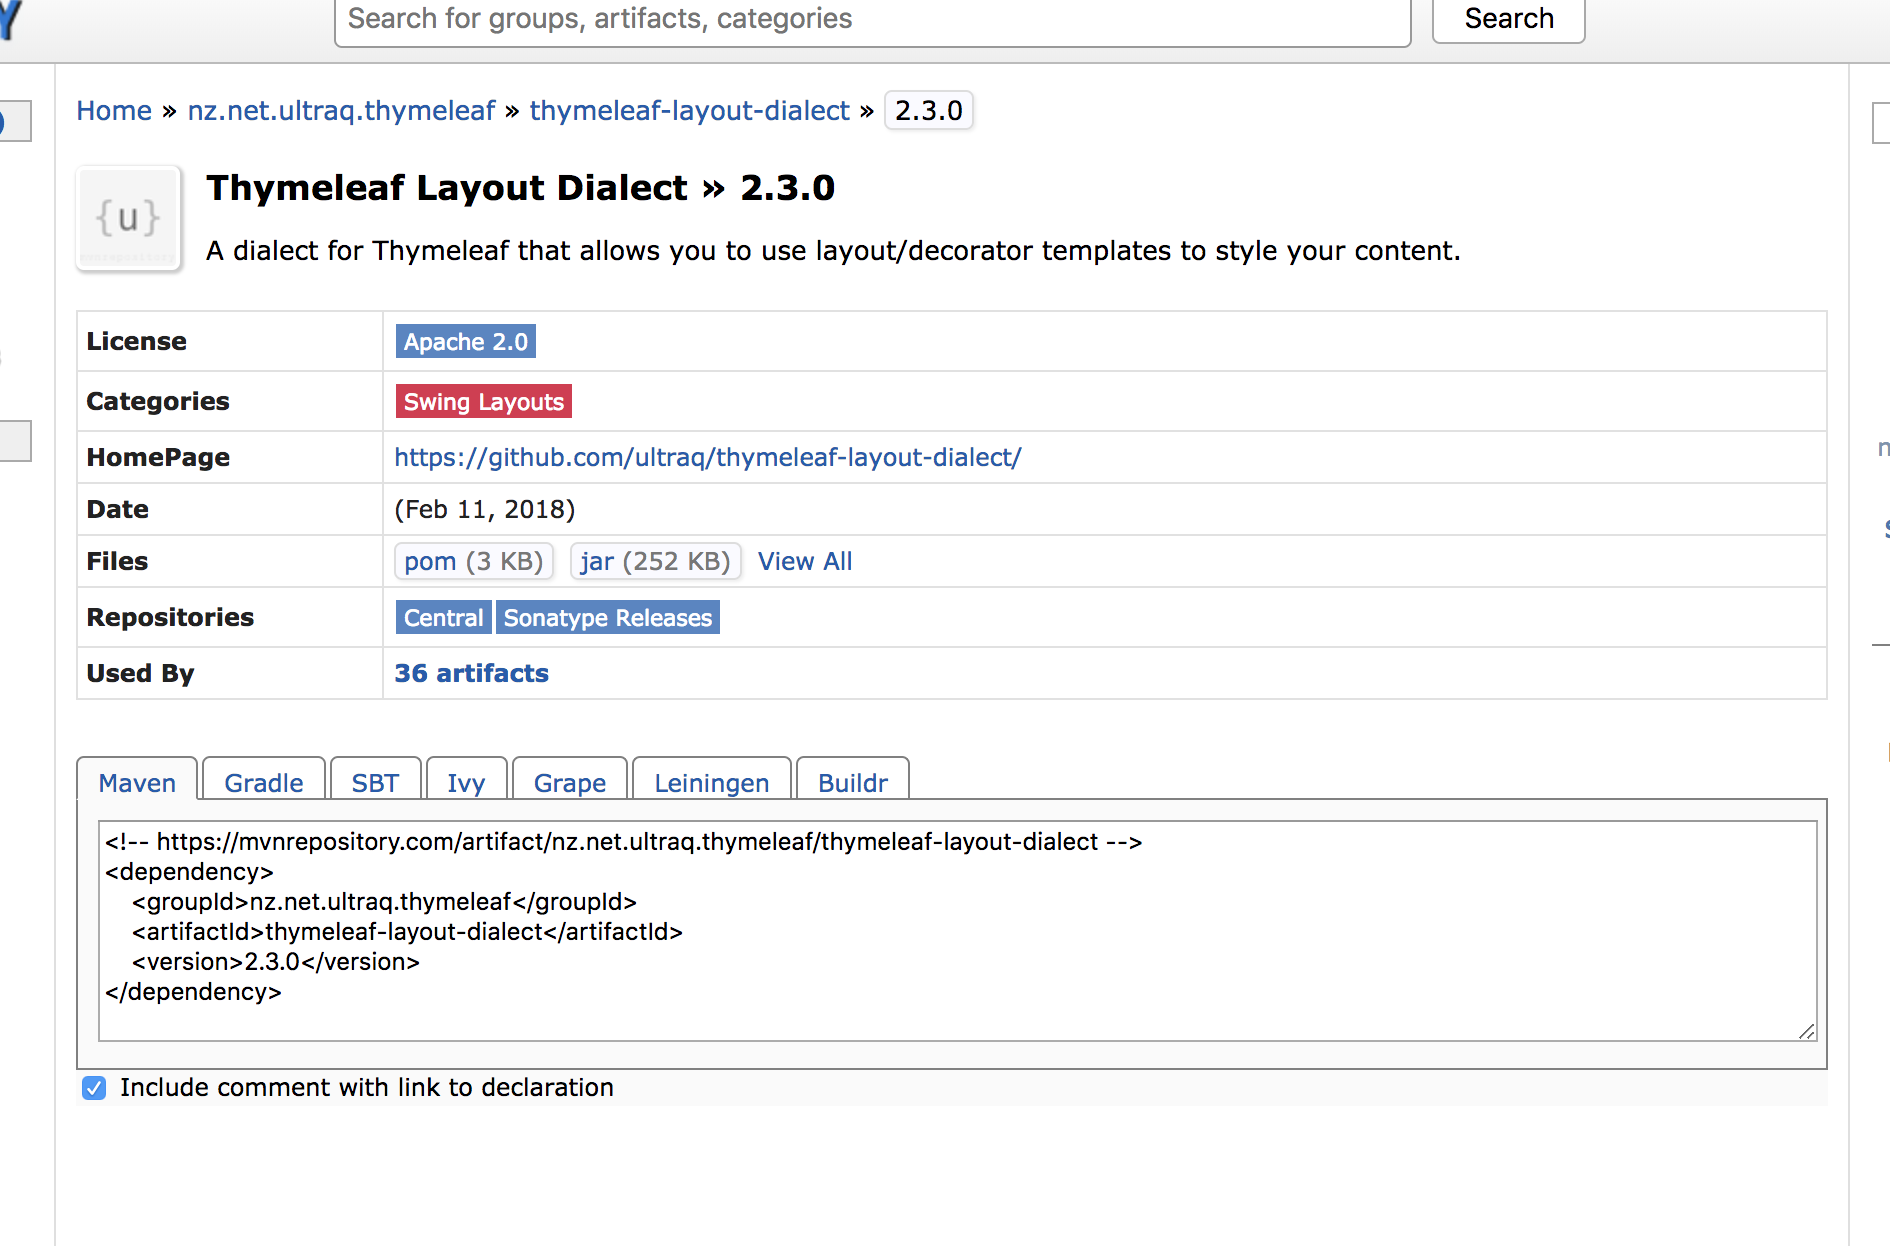 Y
Search for groups, artifacts, categories
Search
Home » nz.net.ultraq.thymeleaf » thymeleaf-layout-dialect » 2.3.0
{u}
Thymeleaf Layout Dialect » 2.3.0
A dialect for Thymeleaf that allows you to use layout/decorator templates to style your content.
License Apache 2.0
Categories Swing Layouts
HomePage https://github.com/ultraq/thymeleaf-layout-dialect/
Date (Feb 11, 2018)
Files pom (3 KB) jar (252 KB) View All
Repositories Central Sonatype Releases
Used By 36 artifacts
Maven Gradle SBT Ivy Grape Leiningen Buildr
<!-- https://mvnrepository.com/artifact/nz.net.ultraq.thymeleaf/thymeleaf-layout-dialect -->
<dependency>
    <groupId>nz.net.ultraq.thymeleaf</groupId>
    <artifactId>thymeleaf-layout-dialect</artifactId>
    <version>2.3.0</version>
</dependency>
Include comment with link to declaration